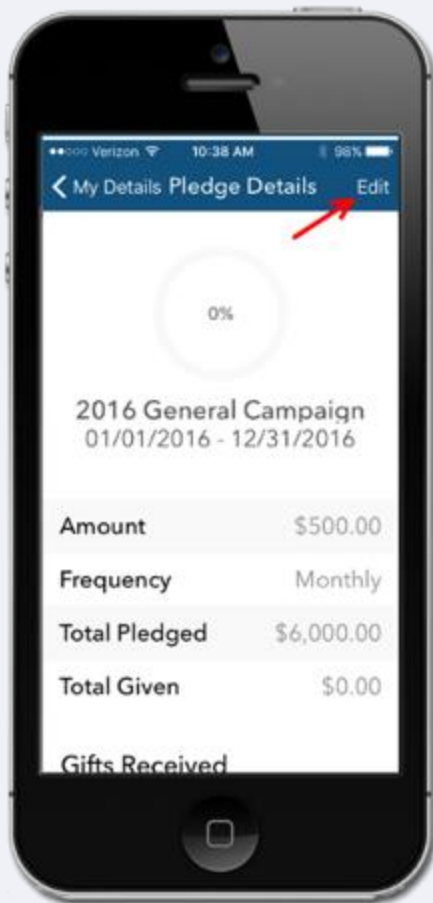 Verizon 10:38 AM 98%
My Details Pledge Details Edit
0%
2016 General Campaign
01/01/2016 - 12/31/2016
Amount $500.00
Frequency Monthly
Total Pledged $6,000.00
Total Given $0.00
Gifts Received